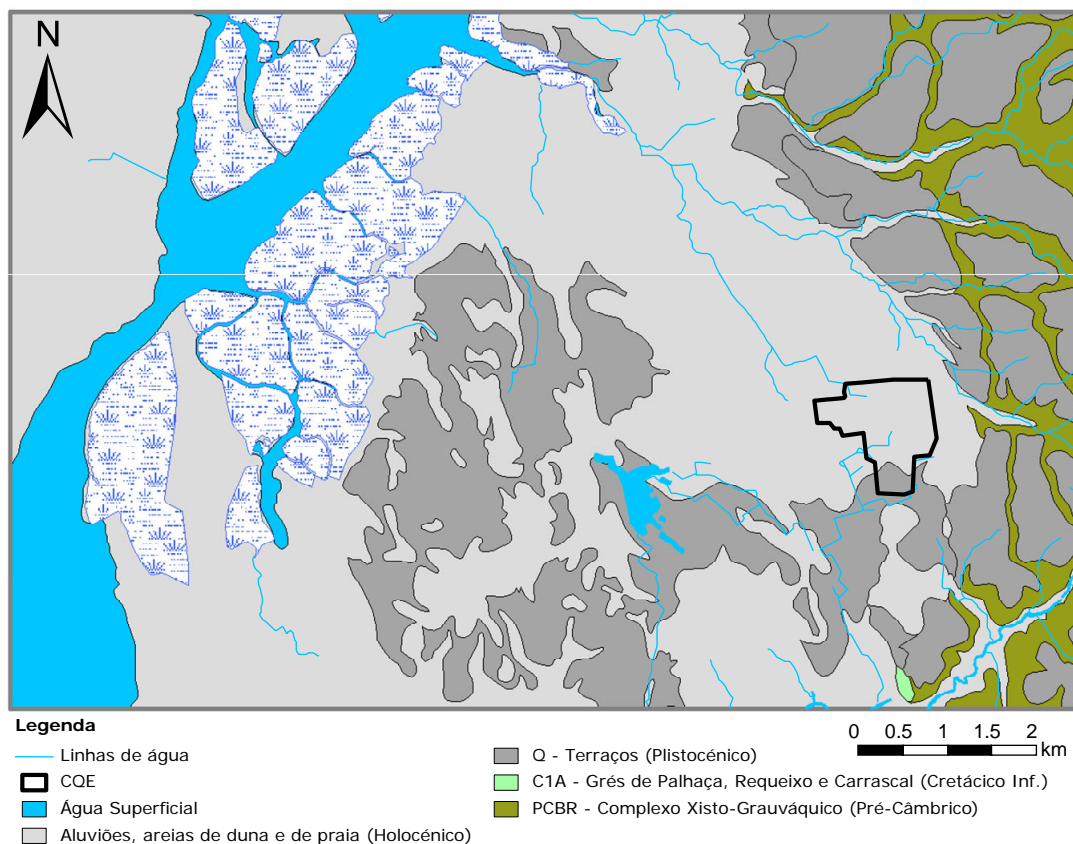 N
Legenda
Linhas de água
CQE
Água Superficial
Aluviões, areias de duna e de praia (Holocénico)
Q - Terraços (Plistocénico)
C1A - Grés de Palhaça, Requeixo e Carrascal (Cretácico Inf.)
PCBR - Complexo Xisto-Grauváquico (Pré-Câmbrico)
0 0.5 1 1.5 2
km